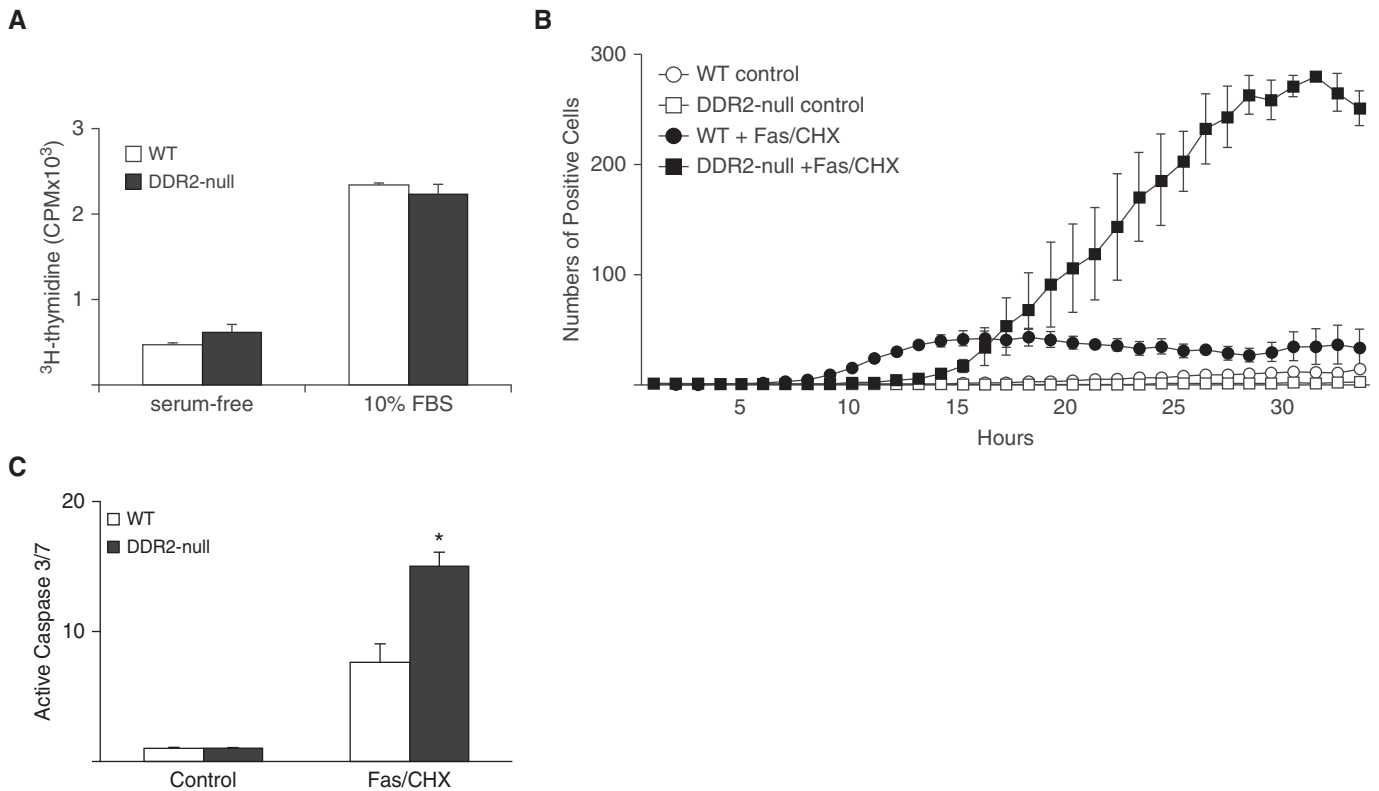 A
³H-thymidine (CPMx10³)
3
2
1
WT
DDR2-null
serum-free
10% FBS
B
Numbers of Positive Cells
300
200
100
WT control
DDR2-null control
WT + Fas/CHX
DDR2-null +Fas/CHX
5
10
15
20
25
30
Hours
C
Active Caspase 3/7
20
10
WT
DDR2-null
*
Control
Fas/CHX